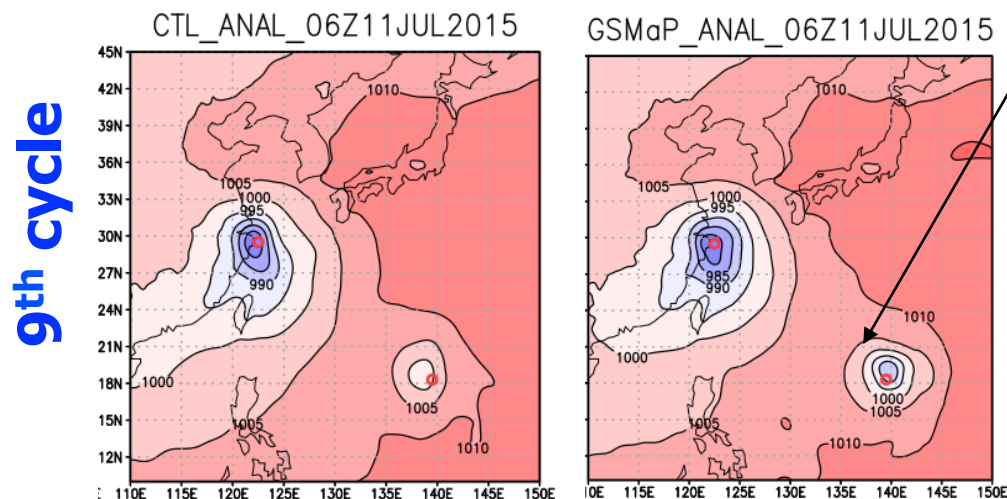 CTL_ANAL_06Z11JUL2015
GSMaP_ANAL_06Z11JUL2015
9th cycle
45N
42N
39N
36N
33N
30N
27N
24N
21N
18N
15N
12N
1010
1005
1000
995
990
1000
1005
1005
1010
E 110E 115E 120E 125E 130E 135E 140E 145E 150E
1010
1005
1000
995
985
990
1010
1000
1000
1005
1005
1010
10E 115E 120E 125E 130E 135E 140E 145E 150E